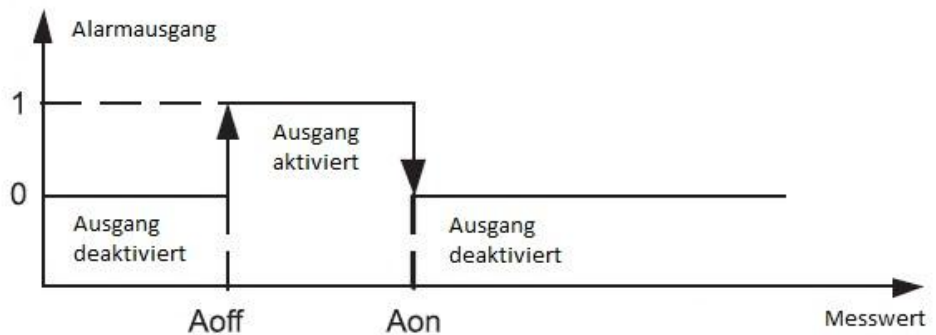 Alarmausgang
1
Ausgang
aktiviert
0
Ausgang
deaktiviert
Ausgang
deaktiviert
Aoff
Aon
Messwert